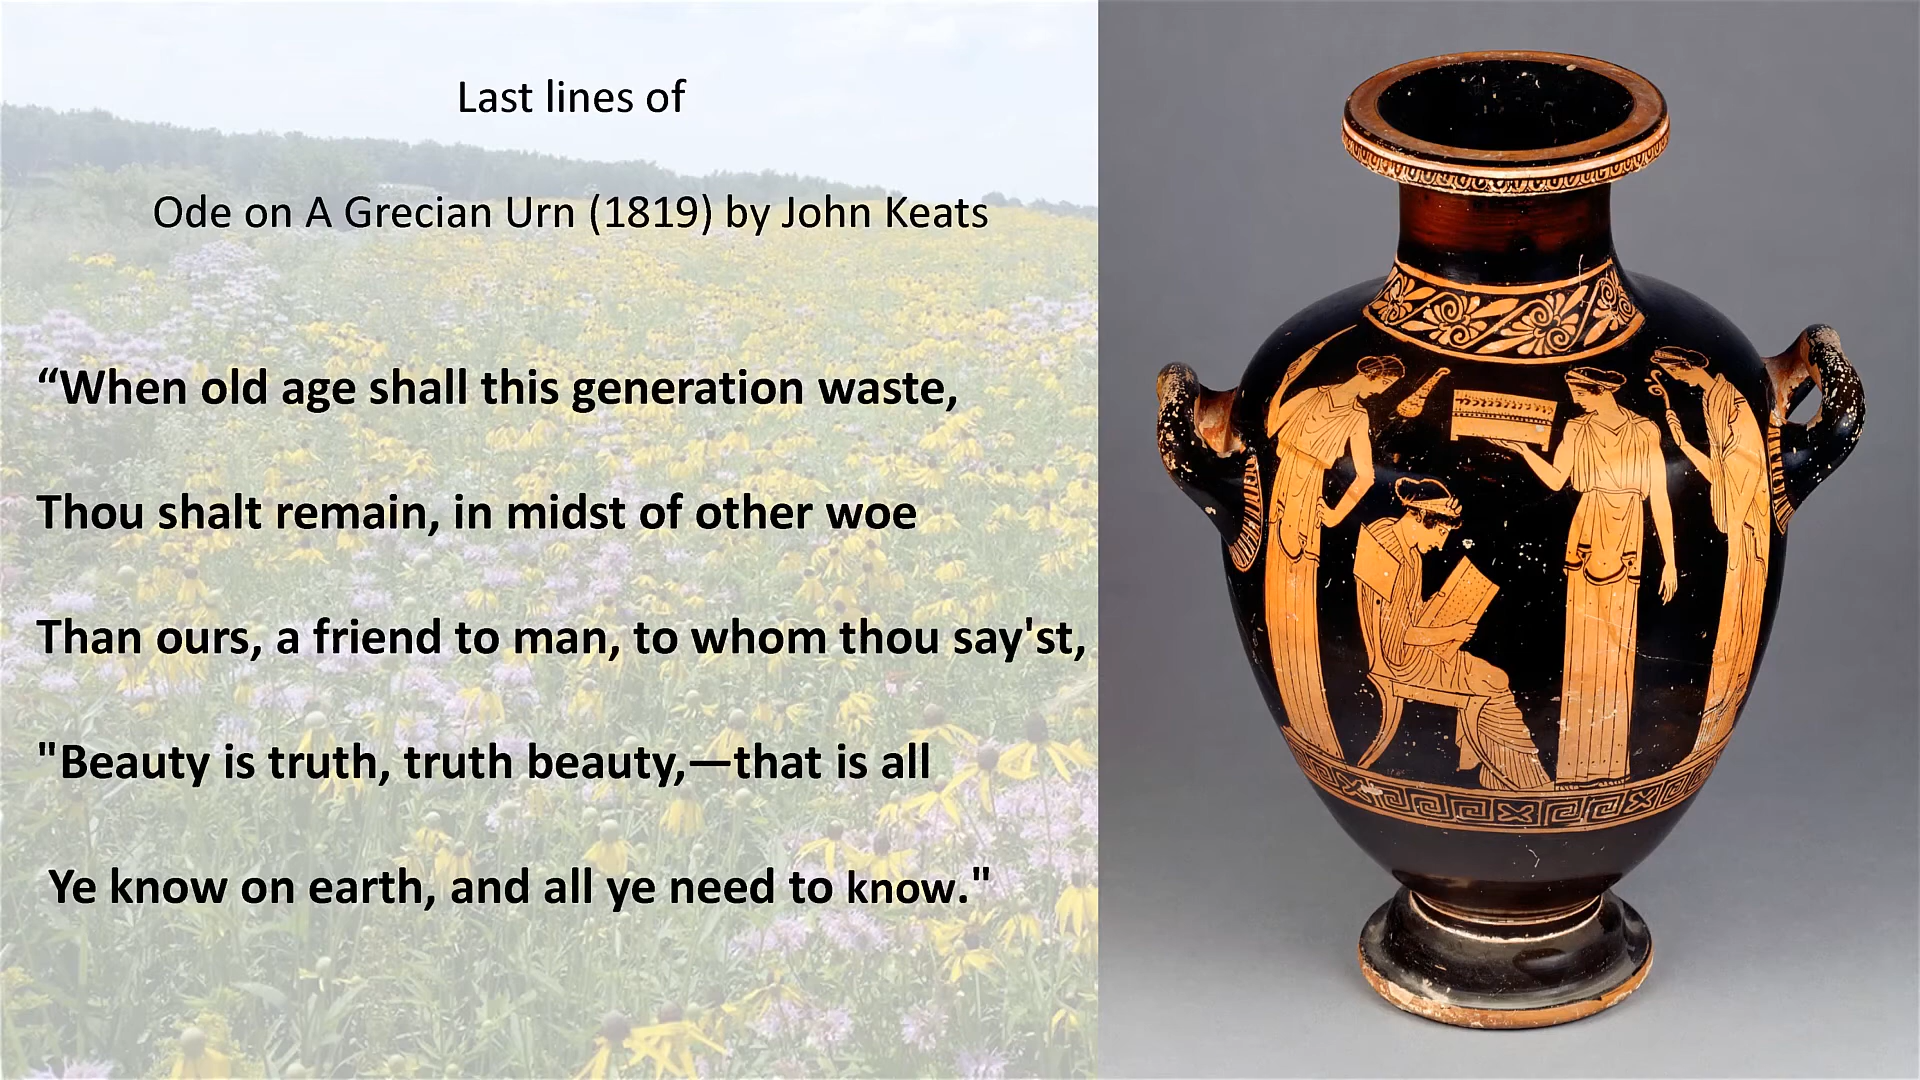 Last lines of
Ode on A Grecian Urn (1819) by John Keats
“When old age shall this generation waste,
Thou shalt remain, in midst of other woe
Than ours, a friend to man, to whom thou say'st,
"Beauty is truth, truth beauty,—that is all
Ye know on earth, and all ye need to know."